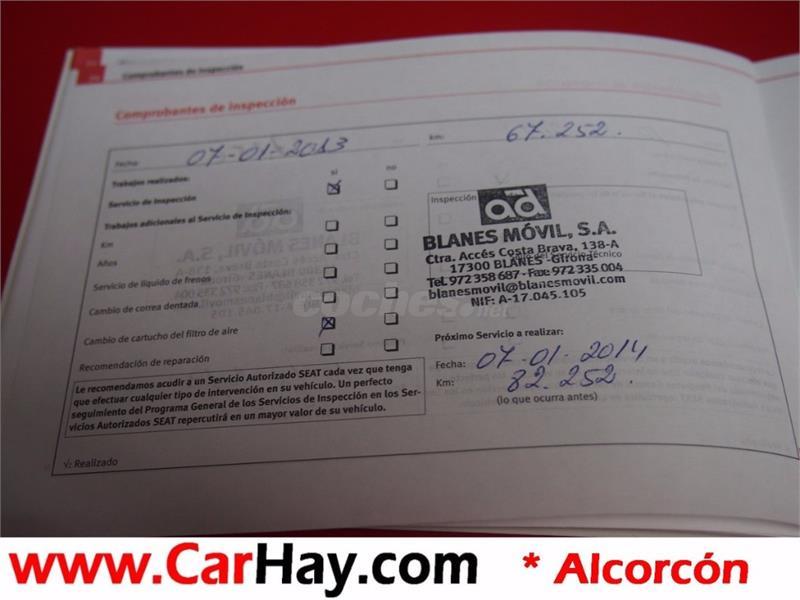 Comprobantes de inspección
Comprobantes de inspección
Fecha: 07-01-2013
km: 67.252.
Trabajos realizados:
sí no
Servicio de inspección
Trabajos adicionales al Servicio de Inspección:
Km
Años
Servicio de líquido de frenos
Cambio de correa dentada
Cambio de cartucho del filtro de aire
Recomendación de reparación
Le recomendamos acudir a un Servicio Autorizado SEAT cada vez que tenga
que efectuar cualquier tipo de intervención en su vehículo. Un perfecto
seguimiento del Programa General de los Servicios de Inspección en los Ser-
vicios Autorizados SEAT repercutirá en un mayor valor de su vehículo.
√: Realizado
Inspección
ad
BLANES MÓVIL, S.A.
Ctra. Accés Costa Brava, 138-A
del Servicio Técnico
17300 BLANES -Girona-
Tel. 972 358 687 - Fax 972 335 004
blanesmovil@blanesmovil.com
NIF: A-17.045.105
Próximo Servicio a realizar:
Fecha: 07-01-2014
Km: 82.252.
(lo que ocurra antes)
coches.net
www.CarHay.com * Alcorcón